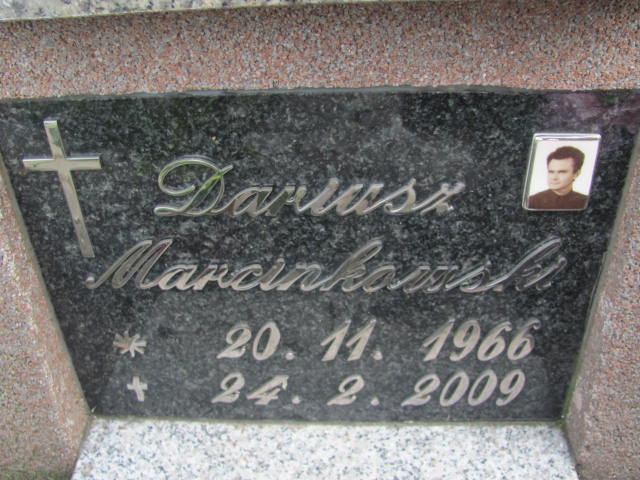 Dariusz
Marcinkowski
* 20. 11. 1966
+ 24. 2. 2009